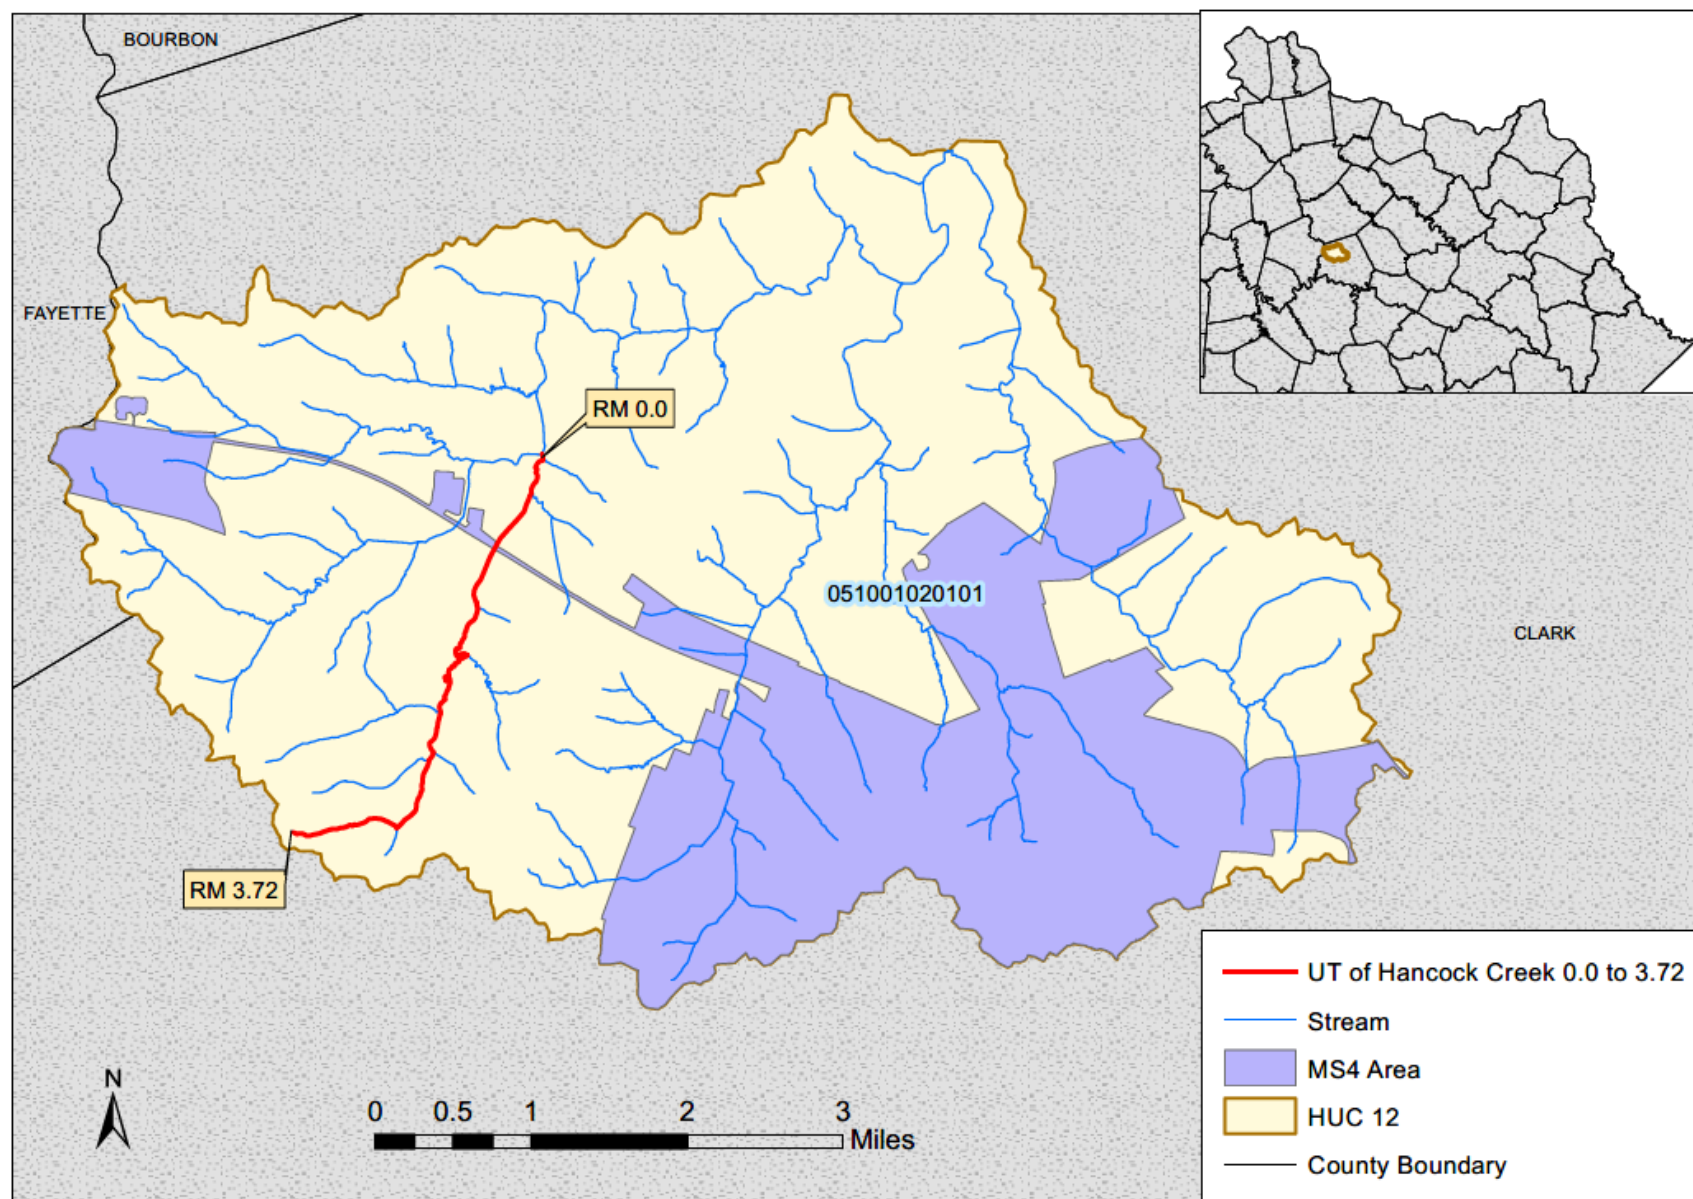 BOURBON
FAYETTE
RM 0.0
051001020101
CLARK
RM 3.72
UT of Hancock Creek 0.0 to 3.72
Stream
MS4 Area
HUC 12
County Boundary
N
0 0.5 1 2 3
Miles